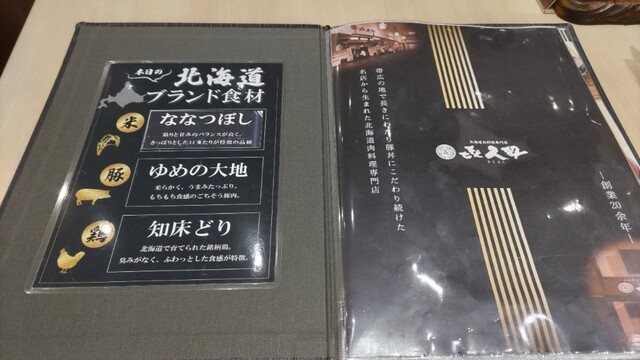 本日の
北海道
ブランド食材
米
ななつぼし
粘りと甘みのバランスが良く、
さっぱりとした口当たりが特徴の品種
豚
ゆめの大地
柔らかく、うまみたっぷり。
もちもち食感のごちそう豚肉。
鶏
知床どり
北海道で育てられた銘柄鶏。
臭みがなく、ふわっとした食感が特徴。
帯広の地で長きにわたり豚丼にこだわり続けた
名店から生まれた北海道肉料理専門店
―創業20余年